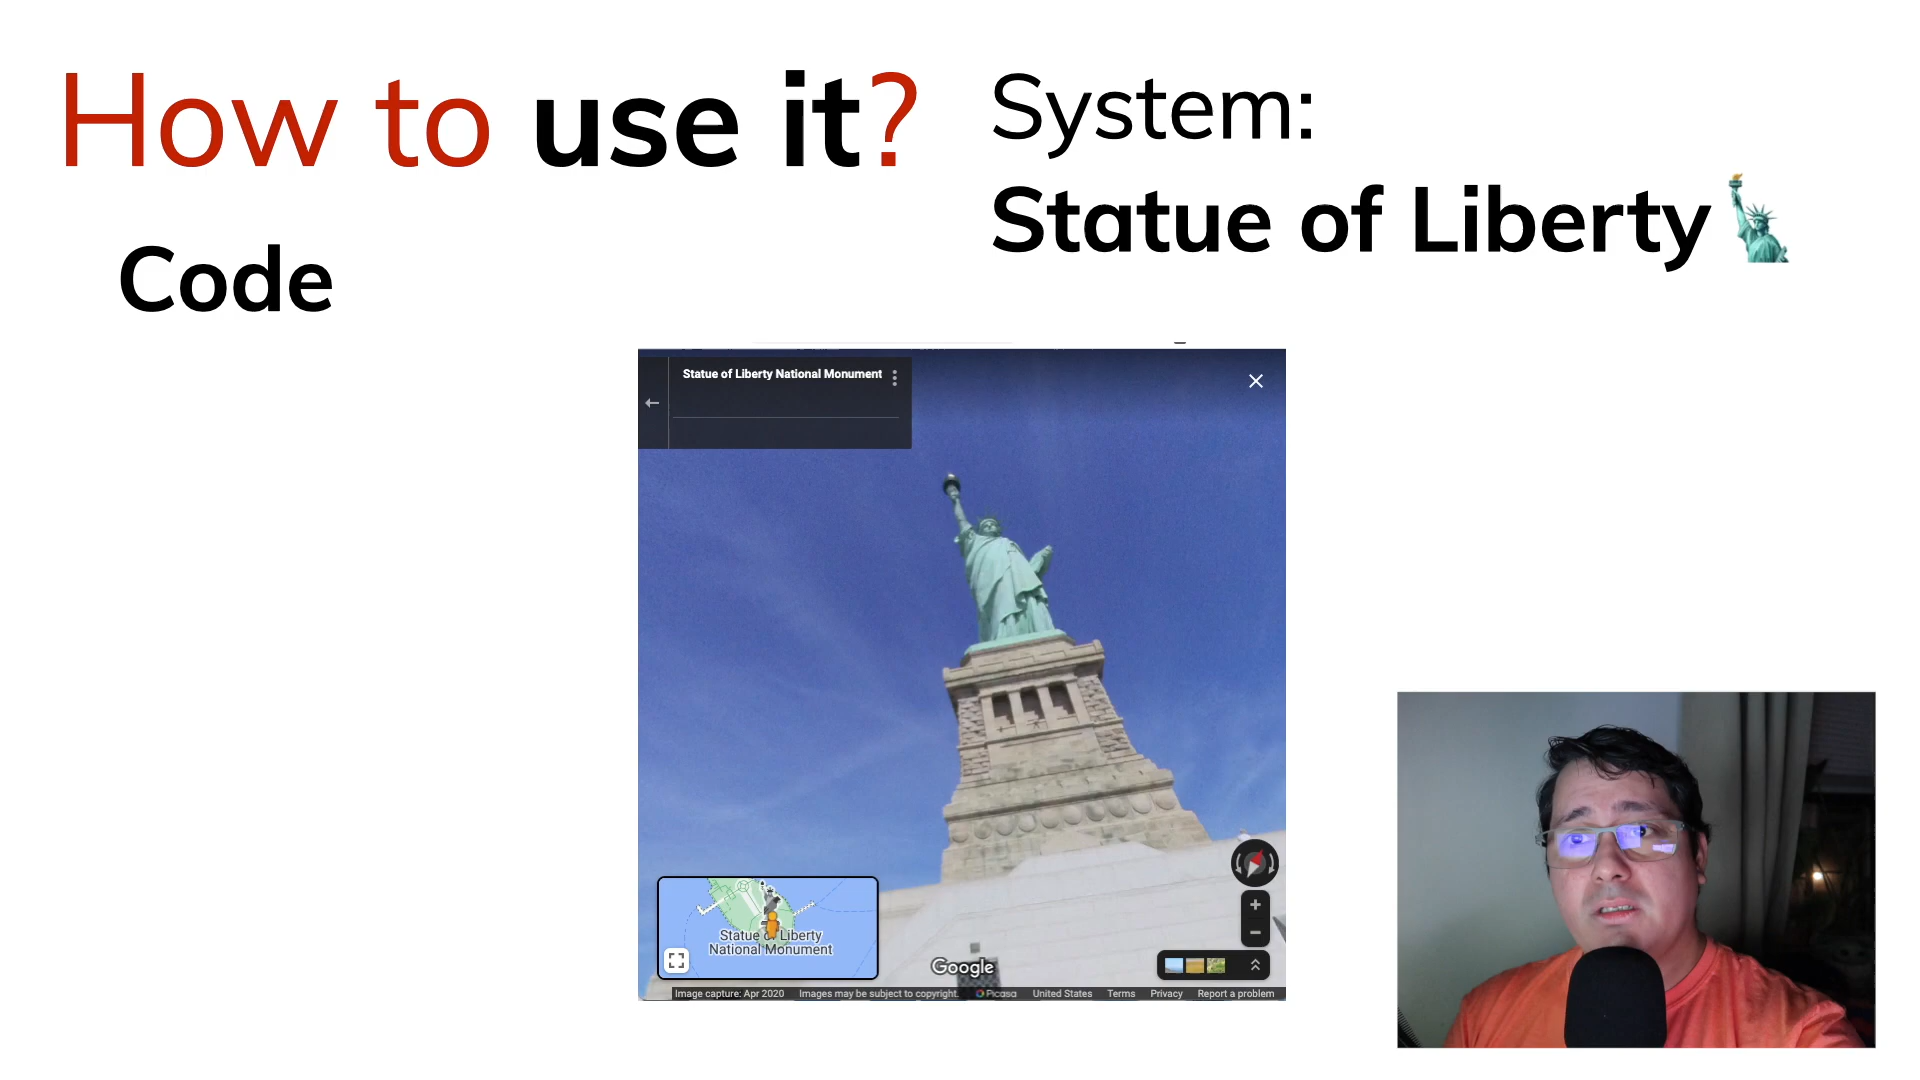 How to use it?
System:
Statue of Liberty
Code
Statue of Liberty National Monument
Statue of Liberty
National Monument
Google
Image capture: Apr 2020 Images may be subject to copyright. Picasa United States Terms Privacy Report a problem